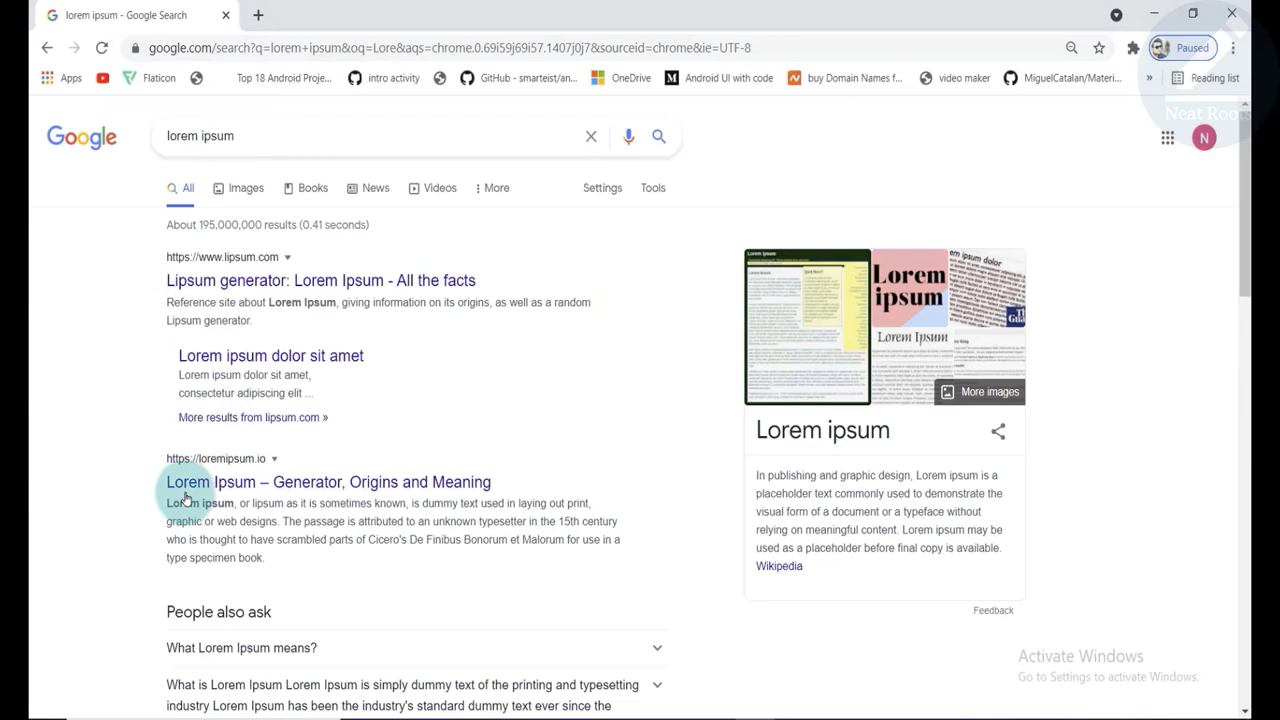 lorem ipsum - Google Search
google.com/search?q=lorem+ipsum&oq=Lore&aqs=chrome.0.69i59j69i57.1407j0j7&sourceid=chrome&ie=UTF-8
Paused
Apps Flaticon Top 18 Android Proje... intro activity GitHub - smarteist/an... OneDrive Android UI with code buy Domain Names f... video maker MiguelCatalan/Materi... » Reading list
Neat Roots
Google lorem ipsum N
All Images Books News Videos More Settings Tools
About 195,000,000 results (0.41 seconds)
https://www.lipsum.com
Lipsum generator: Lorem Ipsum - All the facts
Reference site about Lorem Ipsum, giving information on its origins, as well as a random
Lipsum generator.
Lorem ipsum dolor sit amet
Lorem ipsum dolor sit amet,
consectetur adipiscing elit ...
More results from lipsum.com »
https://loremipsum.io
Lorem Ipsum – Generator, Origins and Meaning
Lorem ipsum, or lipsum as it is sometimes known, is dummy text used in laying out print,
graphic or web designs. The passage is attributed to an unknown typesetter in the 15th century
who is thought to have scrambled parts of Cicero's De Finibus Bonorum et Malorum for use in a
type specimen book.
People also ask
What Lorem Ipsum means?
What is Lorem Ipsum Lorem Ipsum is simply dummy text of the printing and typesetting
industry Lorem Ipsum has been the industry's standard dummy text ever since the
Lorem
ipsum
Lorem Ipsum
More images
Lorem ipsum
In publishing and graphic design, Lorem ipsum is a
placeholder text commonly used to demonstrate the
visual form of a document or a typeface without
relying on meaningful content. Lorem ipsum may be
used as a placeholder before final copy is available.
Wikipedia
Feedback
Activate Windows
Go to Settings to activate Windows.